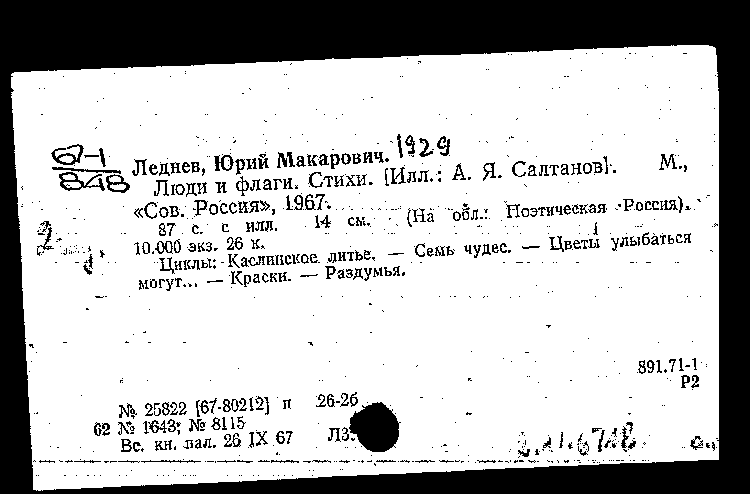 67-1
848
Леднев, Юрий Макарович. 1929
Люди и флаги. Стихи. [Илл.: А. Я. Салтанов]. М.,
«Сов. Россия», 1967.
87 с. с илл. 14 см. (На обл.: Поэтическая Россия).
10.000 экз. 26 к.
Циклы: Каслинское литье. — Семь чудес. — Цветы улыбаться
могут... — Краски. — Раздумья.
891.71-1
Р2
№ 25822 [67-80212] п 26-26
62 № 1643; № 8115
Вс. кн. пал. 26 IX 67